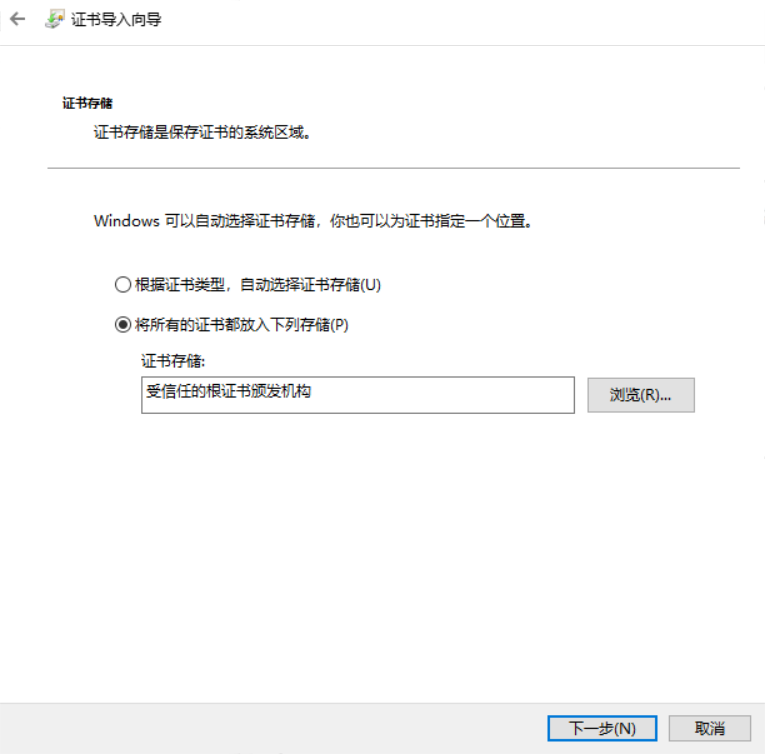 证书导入向导
证书存储
证书存储是保存证书的系统区域。
Windows 可以自动选择证书存储，你也可以为证书指定一个位置。
根据证书类型，自动选择证书存储(U)
将所有的证书都放入下列存储(P)
证书存储:
受信任的根证书颁发机构
浏览(R)...
下一步(N)
取消